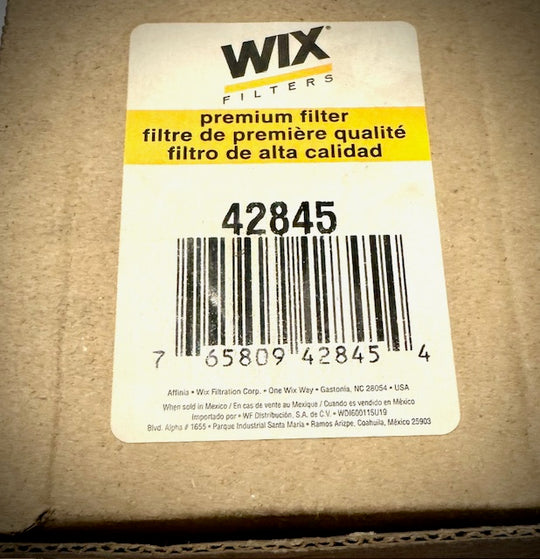 WIX®
FILTERS
premium filter
filtre de première qualité
filtro de alta calidad
42845
7 65809 42845 4
Affinia • Wix Filtration Corp. • One Wix Way • Gastonia, NC 28054 • USA
When sold in Mexico / En cas de vente au Mexique / Cuando es vendido en México
Importado por • WF Distribución, S.A. de C.V. • WDI600115U19
Blvd. Alpha # 1655 • Parque Industrial Santa María • Ramos Arizpe, Coahuila, México 25903